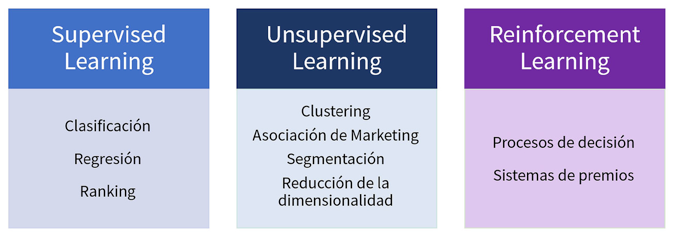 Supervised
Learning
Clasificación
Regresión
Ranking
Unsupervised
Learning
Clustering
Asociación de Marketing
Segmentación
Reducción de la
dimensionalidad
Reinforcement
Learning
Procesos de decisión
Sistemas de premios